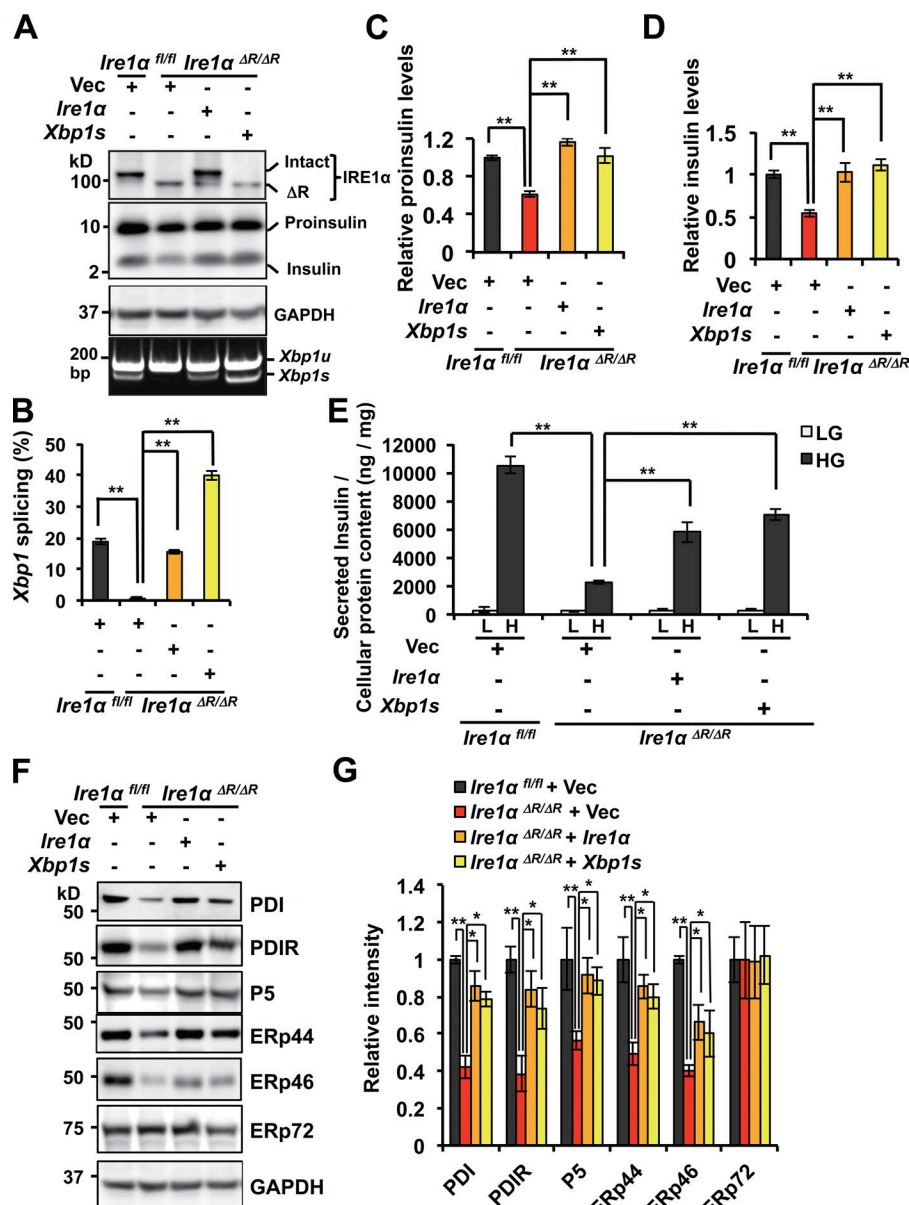 A
Ire1α fl/fl Ire1α ΔR/ΔR
Vec + + - -
Ire1α - - + -
Xbp1s - - - +
kD
100
Intact
ΔR
IRE1α
10
2
Proinsulin
Insulin
37
GAPDH
200
bp
Xbp1u
Xbp1s
B
Xbp1 splicing (%)
50
40
30
20
10
0
** ** **
+ + - -
- - + -
- - - +
Ire1α fl/fl Ire1α ΔR/ΔR
C
Relative proinsulin levels
1.2
0.8
0.4
0
** ** **
Vec + + - -
Ire1α - - + -
Xbp1s - - - +
Ire1α fl/fl Ire1α ΔR/ΔR
D
Relative insulin levels
1.5
1
0.5
0
** ** **
Vec + + - -
Ire1α - - + -
Xbp1s - - - +
Ire1α fl/fl Ire1α ΔR/ΔR
E
Secreted Insulin /
Cellular protein content (ng / mg)
12000
10000
8000
6000
4000
2000
0
** ** **
LG
HG
L H L H L H L H
Vec + + - -
Ire1α - - + -
Xbp1s - - - +
Ire1α fl/fl Ire1α ΔR/ΔR
F
Ire1α fl/fl Ire1α ΔR/ΔR
Vec + + - -
Ire1α - - + -
Xbp1s - - - +
kD
50 PDI
50 PDIR
50 P5
50 ERp44
50 ERp46
75 ERp72
37 GAPDH
G
Ire1α fl/fl + Vec
Ire1α ΔR/ΔR + Vec
Ire1α ΔR/ΔR + Ire1α
Ire1α ΔR/ΔR + Xbp1s
Relative intensity
1.4
1.2
1
0.8
0.6
0.4
0.2
0
** * * ** * * ** * * ** * * ** * *
PDI PDIR P5 ERp44 ERp46 ERp72